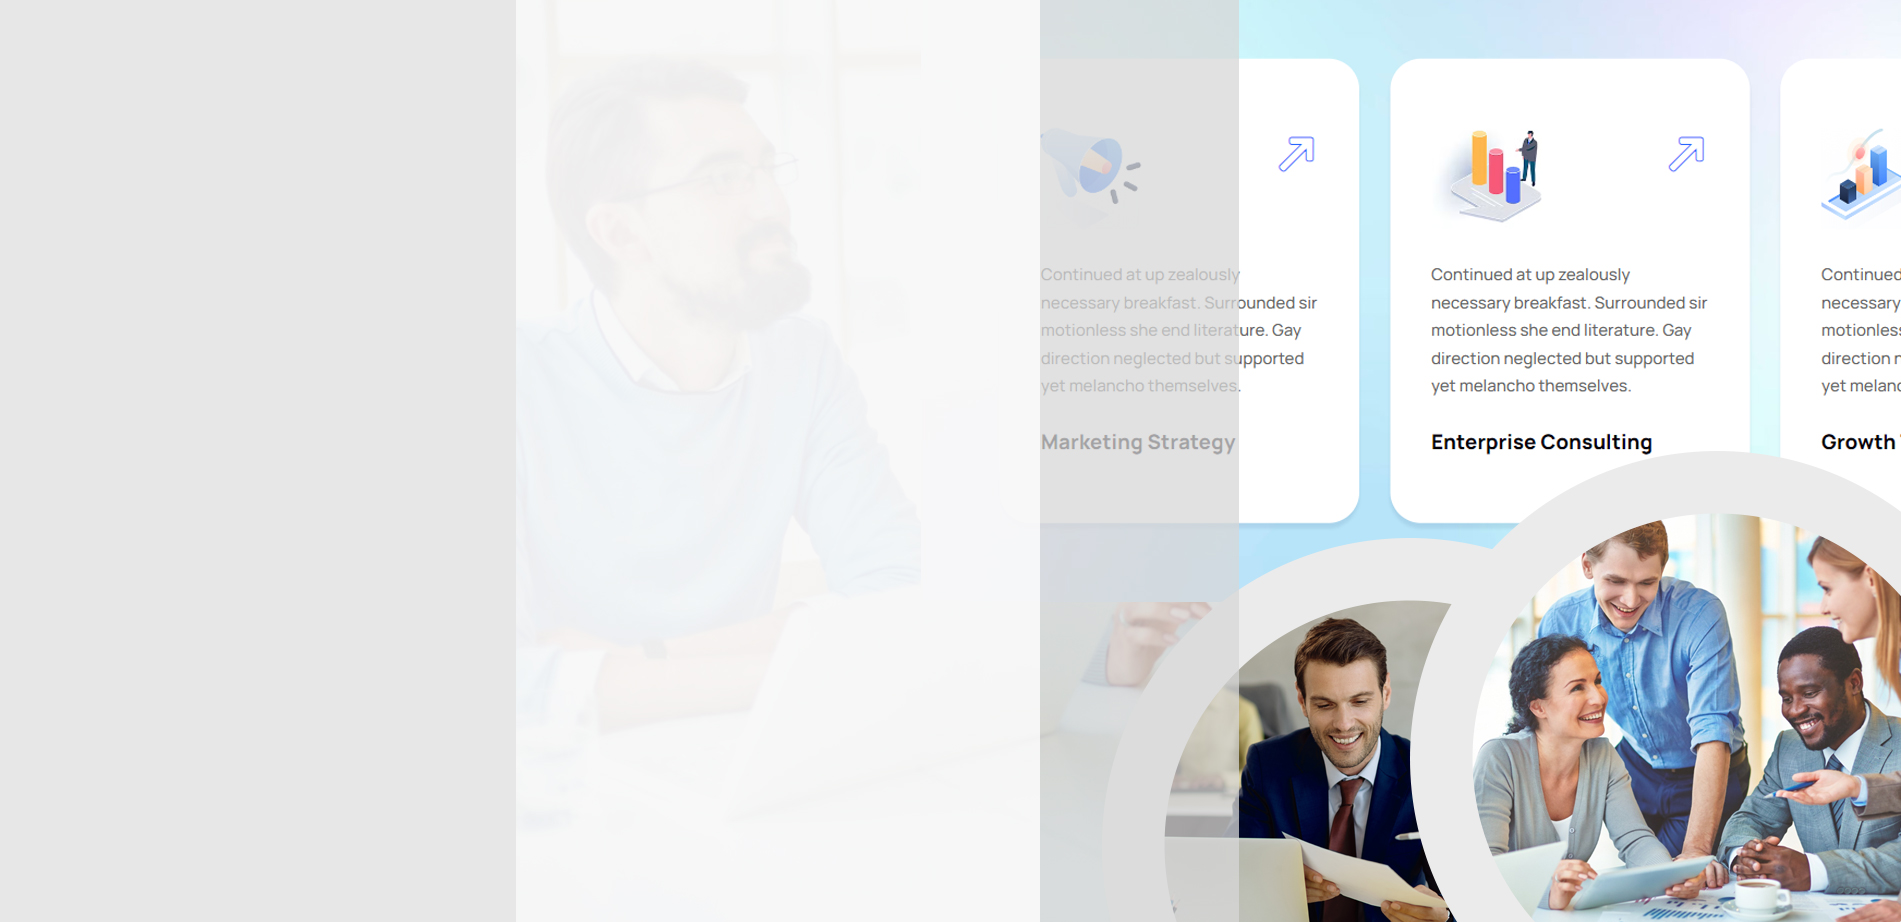 Continued at up zealously
necessary breakfast. Surrounded sir
motionless she end literature. Gay
direction neglected but supported
yet melancho themselves.
Marketing Strategy
Continued at up zealously
necessary breakfast. Surrounded sir
motionless she end literature. Gay
direction neglected but supported
yet melancho themselves.
Enterprise Consulting
Continued
necessary
motionless
direction
yet
Growth